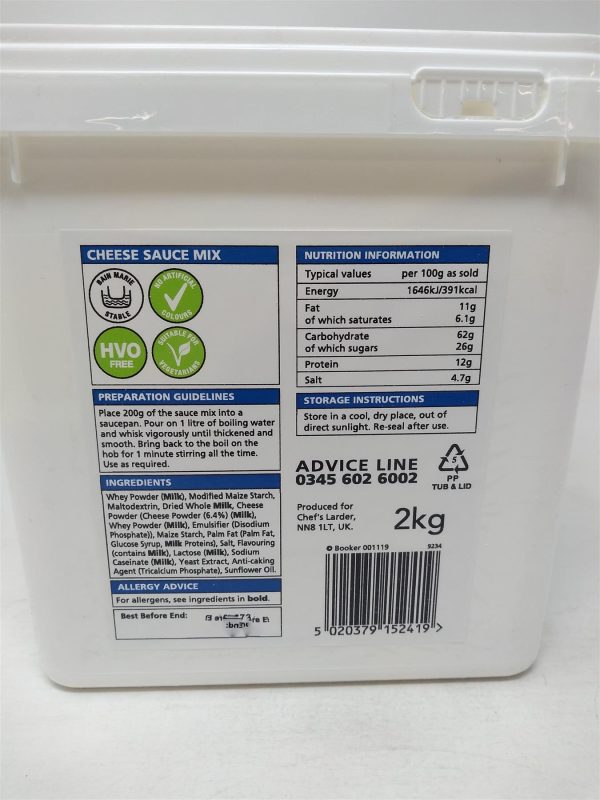 CHEESE SAUCE MIX
BAIN MARIE
STABLE
NO ARTIFICIAL
COLOURS
HVO
FREE
SUITABLE FOR
VEGETARIANS
PREPARATION GUIDELINES
Place 200g of the sauce mix into a
saucepan. Pour on 1 litre of boiling water
and whisk vigorously until thickened and
smooth. Bring back to the boil on the
hob for 1 minute stirring all the time.
Use as required.
INGREDIENTS
Whey Powder (Milk), Modified Maize Starch,
Maltodextrin, Dried Whole Milk, Cheese
Powder (Cheese Powder (6.4%) (Milk),
Whey Powder (Milk), Emulsifier (Disodium
Phosphate)), Maize Starch, Palm Fat (Palm Fat,
Glucose Syrup, Milk Proteins), Salt, Flavouring
(contains Milk), Lactose (Milk), Sodium
Caseinate (Milk), Yeast Extract, Anti-caking
Agent (Tricalcium Phosphate), Sunflower Oil.
ALLERGY ADVICE
For allergens, see ingredients in bold.
Best Before End:
NUTRITION INFORMATION
Typical values per 100g as sold
Energy 1646kJ/391kcal
Fat 11g
of which saturates 6.1g
Carbohydrate 62g
of which sugars 26g
Protein 12g
Salt 4.7g
STORAGE INSTRUCTIONS
Store in a cool, dry place, out of
direct sunlight. Re-seal after use.
ADVICE LINE
0345 602 6002
5
PP
TUB & LID
Produced for
Chef's Larder,
NN8 1LT, UK.
2kg
© Booker 001119 9234
5 020379 152419 >